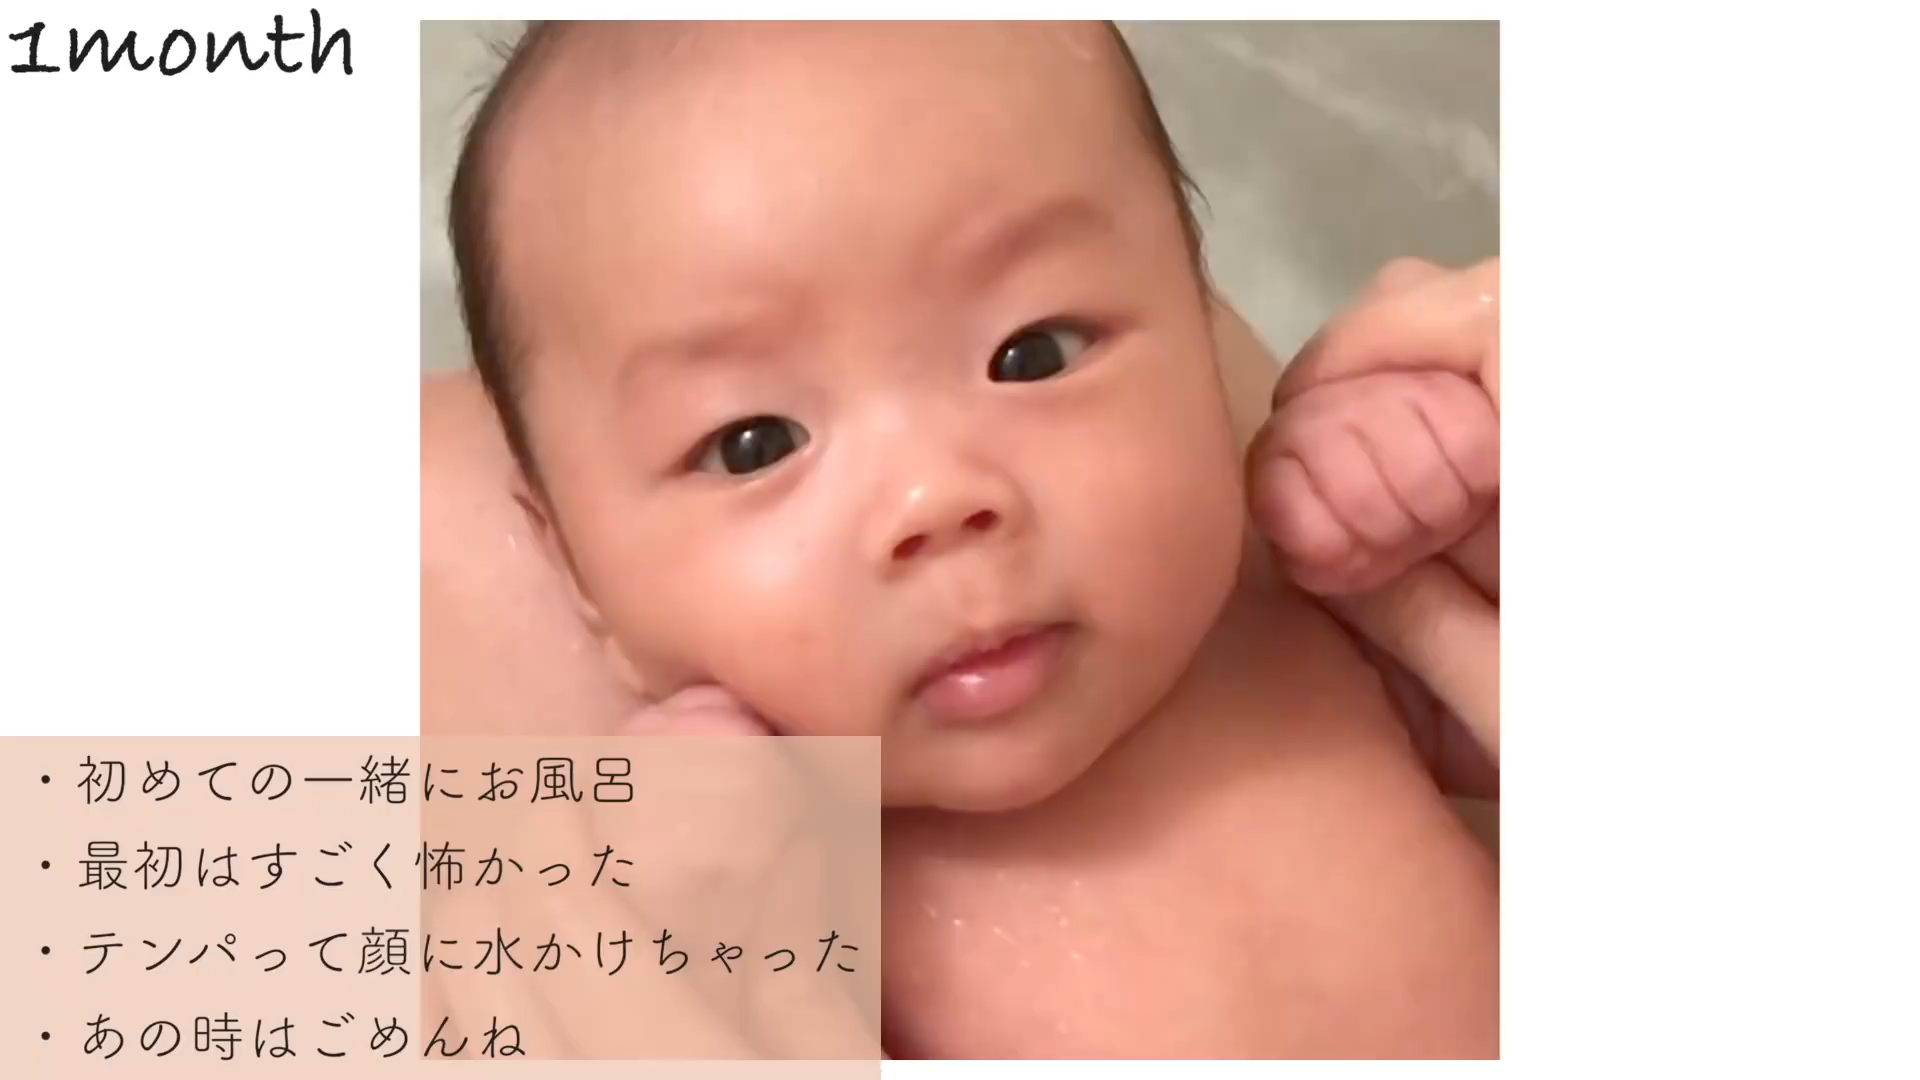 1month
・初めての一緒にお風呂
・最初はすごく怖かった
・テンパって顔に水かけちゃった
・あの時はごめんね